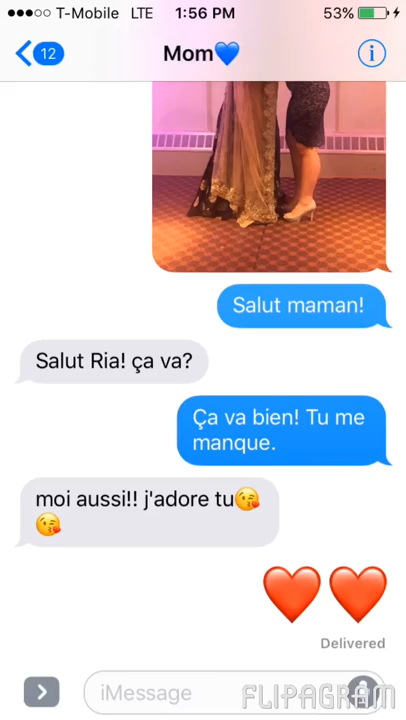 T-Mobile LTE 1:56 PM 53%
12 Mom💙 i
Salut maman!
Salut Ria! ça va?
Ça va bien! Tu me
manque.
moi aussi!! j'adore tu😘
😘
❤️❤️
Delivered
iMessage
FLIPAGRAM